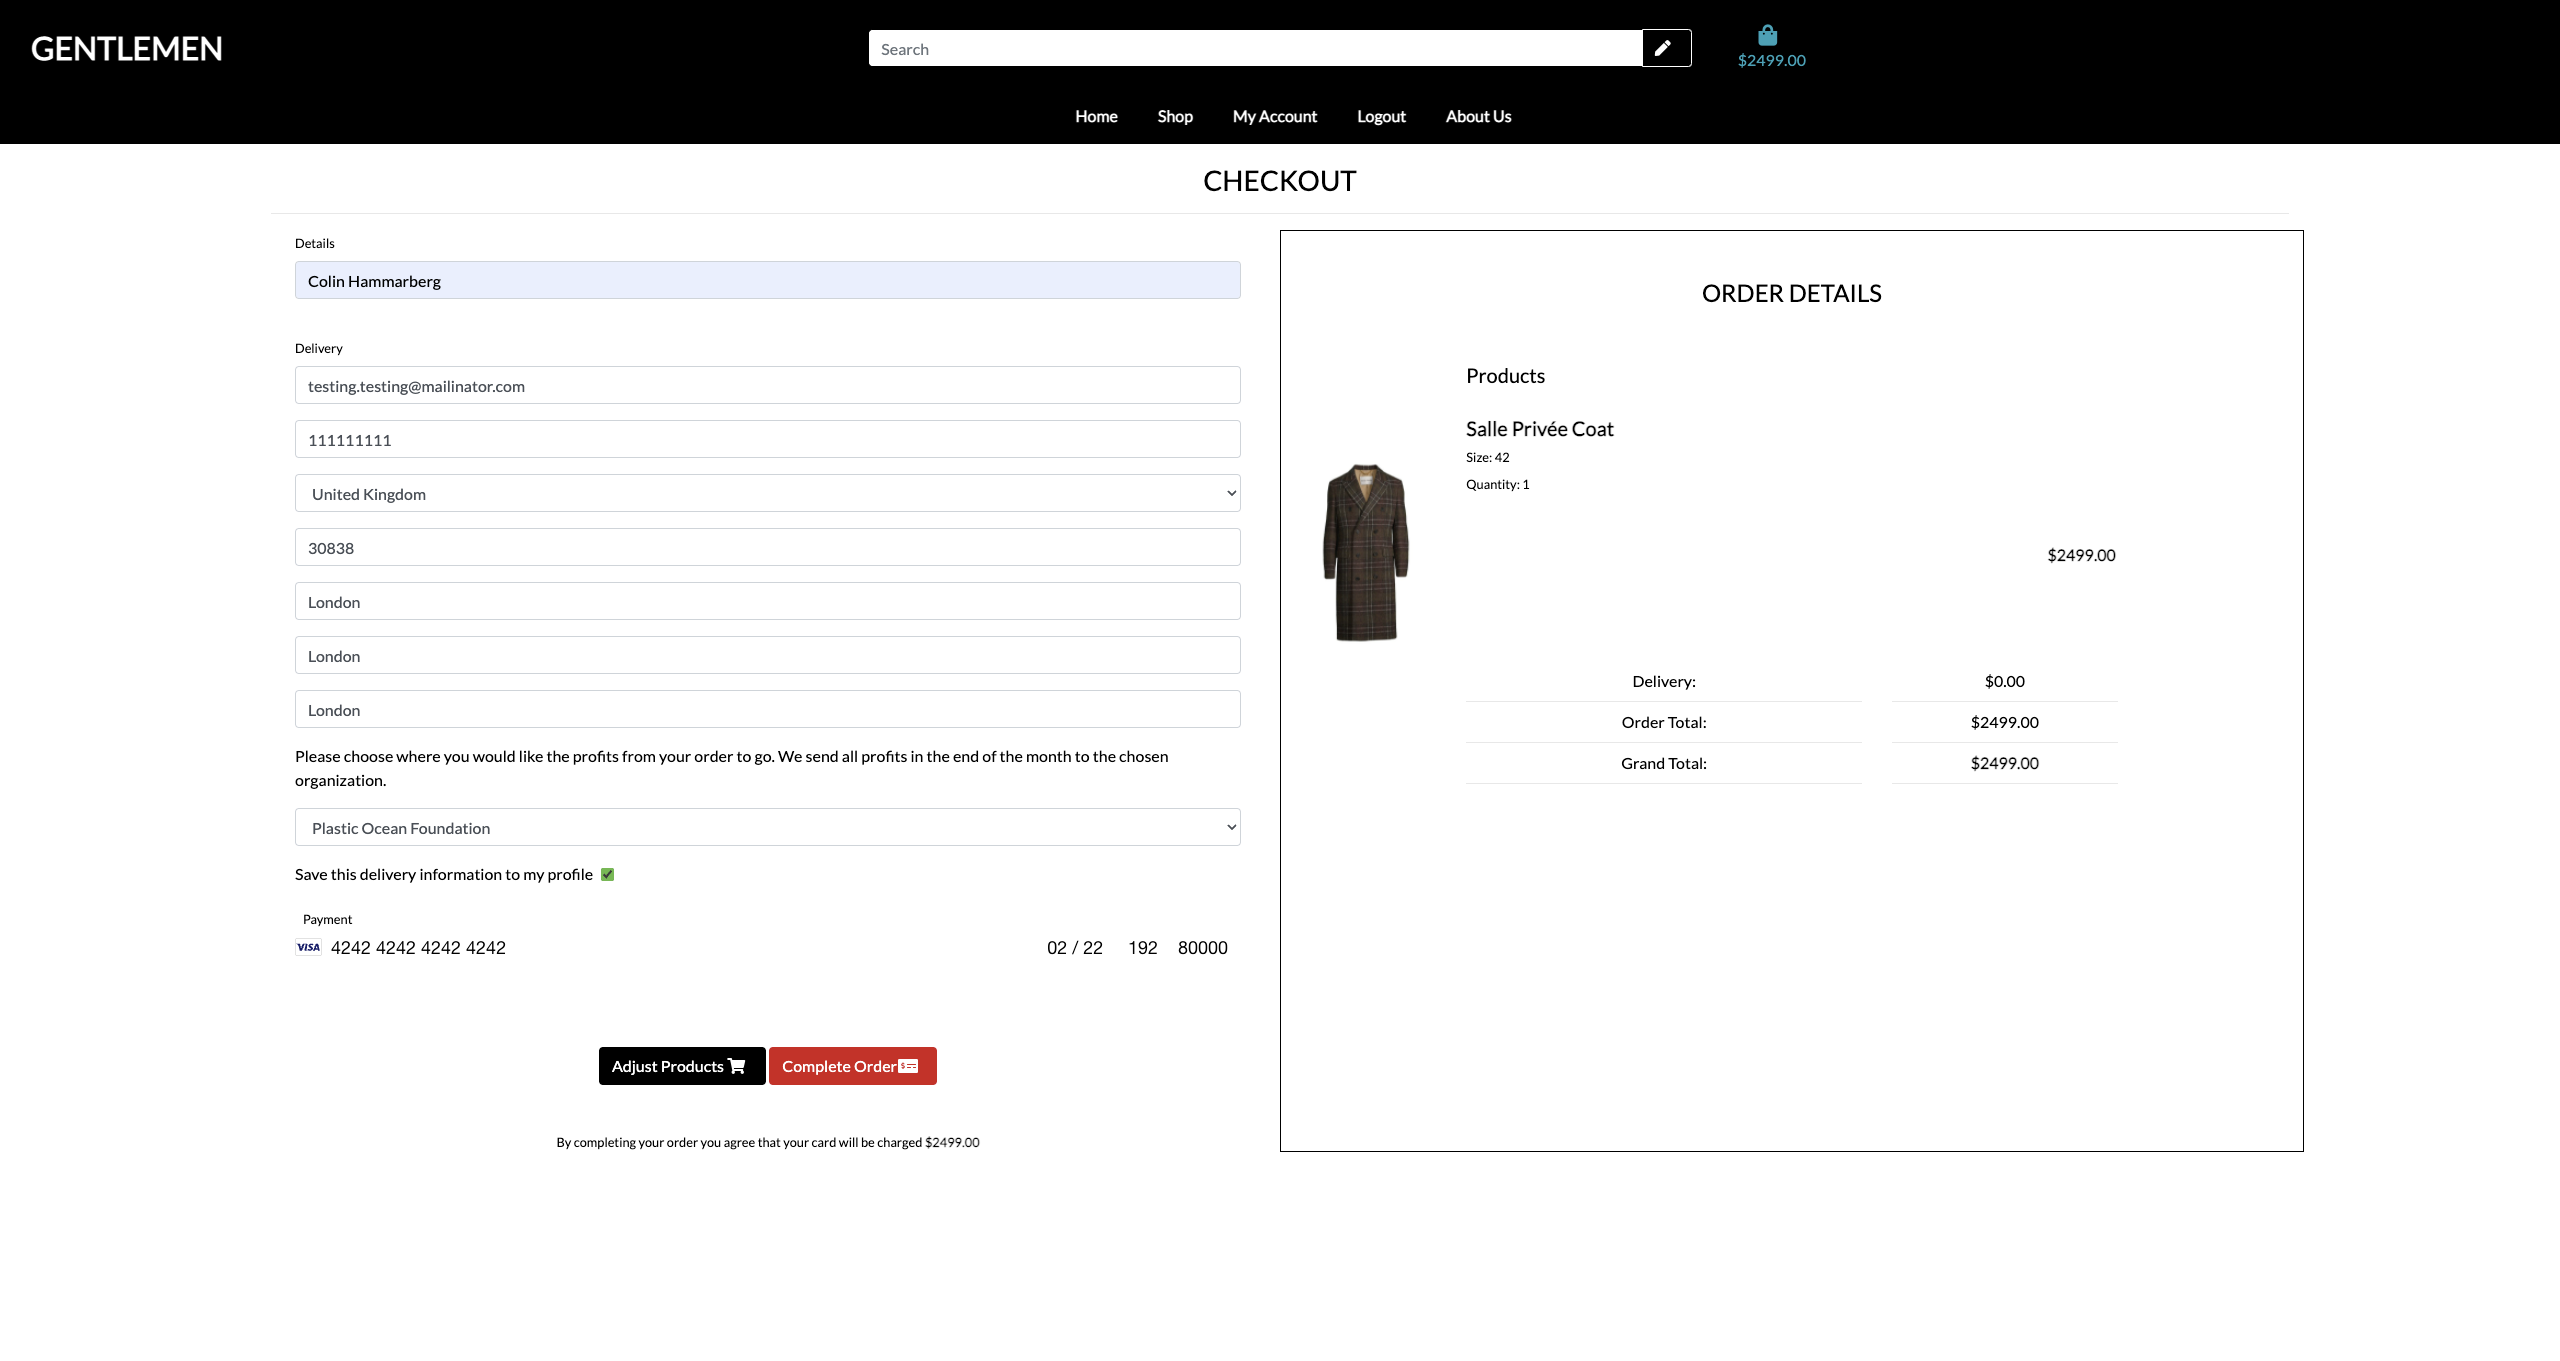 GENTLEMEN
Search
$2499.00
Home Shop My Account Logout About Us
CHECKOUT
Details
Colin Hammarberg
Delivery
testing.testing@mailinator.com
111111111
United Kingdom
30838
London
London
London
Please choose where you would like the profits from your order to go. We send all profits in the end of the month to the chosen
organization.
Plastic Ocean Foundation
Save this delivery information to my profile
Payment
VISA 4242 4242 4242 4242 02 / 22 192 80000
Adjust Products Complete Order
By completing your order you agree that your card will be charged $2499.00
ORDER DETAILS
Products
Salle Privée Coat
Size: 42
Quantity: 1
$2499.00
Delivery: $0.00
Order Total: $2499.00
Grand Total: $2499.00